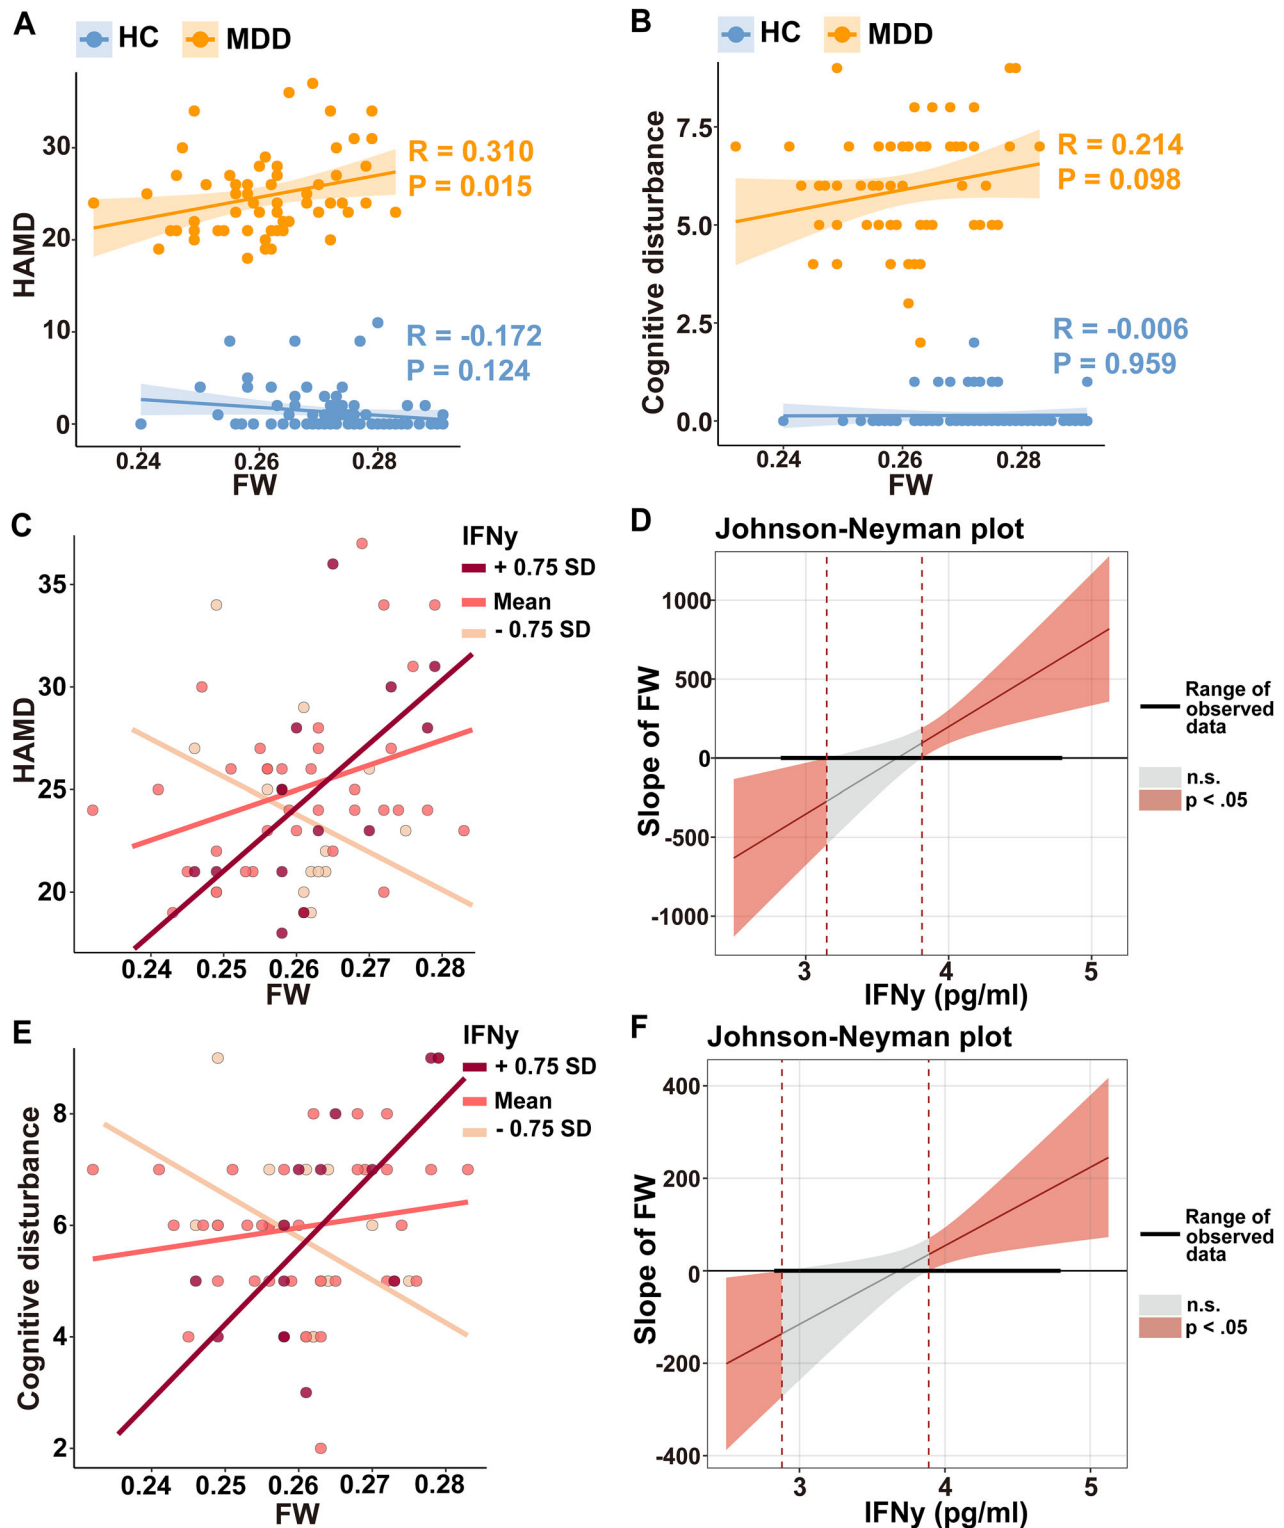 A
HC
MDD
HAMD
30
20
10
0
R = 0.310
P = 0.015
R = -0.172
P = 0.124
0.24
0.26
0.28
FW
B
HC
MDD
Cognitive disturbance
7.5
5.0
2.5
0.0
R = 0.214
P = 0.098
R = -0.006
P = 0.959
0.24
0.26
0.28
FW
C
IFNy
+ 0.75 SD
Mean
- 0.75 SD
HAMD
35
30
25
20
0.24
0.25
0.26
0.27
0.28
FW
D
Johnson-Neyman plot
Slope of FW
1000
500
0
-500
-1000
3
4
5
IFNy (pg/ml)
Range of
observed
data
n.s.
p < .05
E
IFNy
+ 0.75 SD
Mean
- 0.75 SD
Cognitive disturbance
8
6
4
2
0.24
0.25
0.26
0.27
0.28
FW
F
Johnson-Neyman plot
Slope of FW
400
200
0
-200
-400
3
4
5
IFNy (pg/ml)
Range of
observed
data
n.s.
p < .05